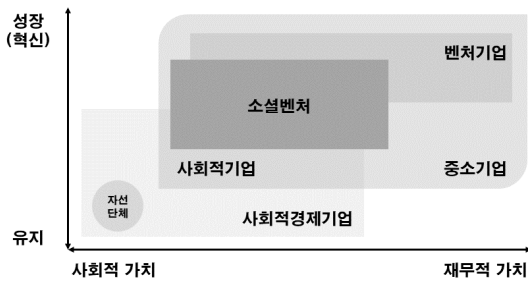 성장
(혁신)
벤처기업
소셜벤처
사회적기업
중소기업
자선
단체
사회적경제기업
유지
사회적 가치
재무적 가치